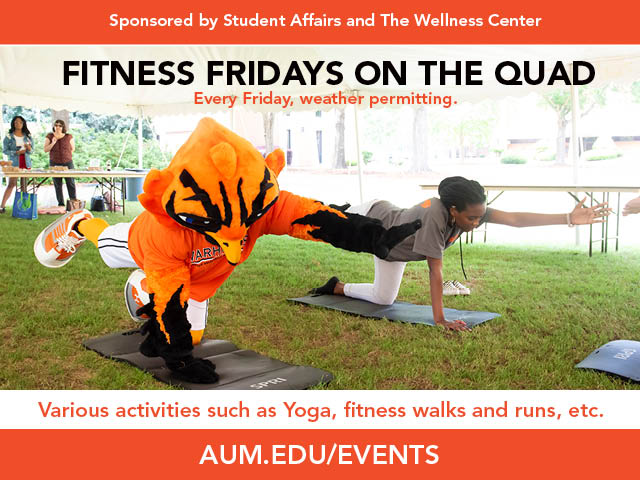 Sponsored by Student Affairs and The Wellness Center
FITNESS FRIDAYS ON THE QUAD
Every Friday, weather permitting.
SPRI
Various activities such as Yoga, fitness walks and runs, etc.
AUM.EDU/EVENTS